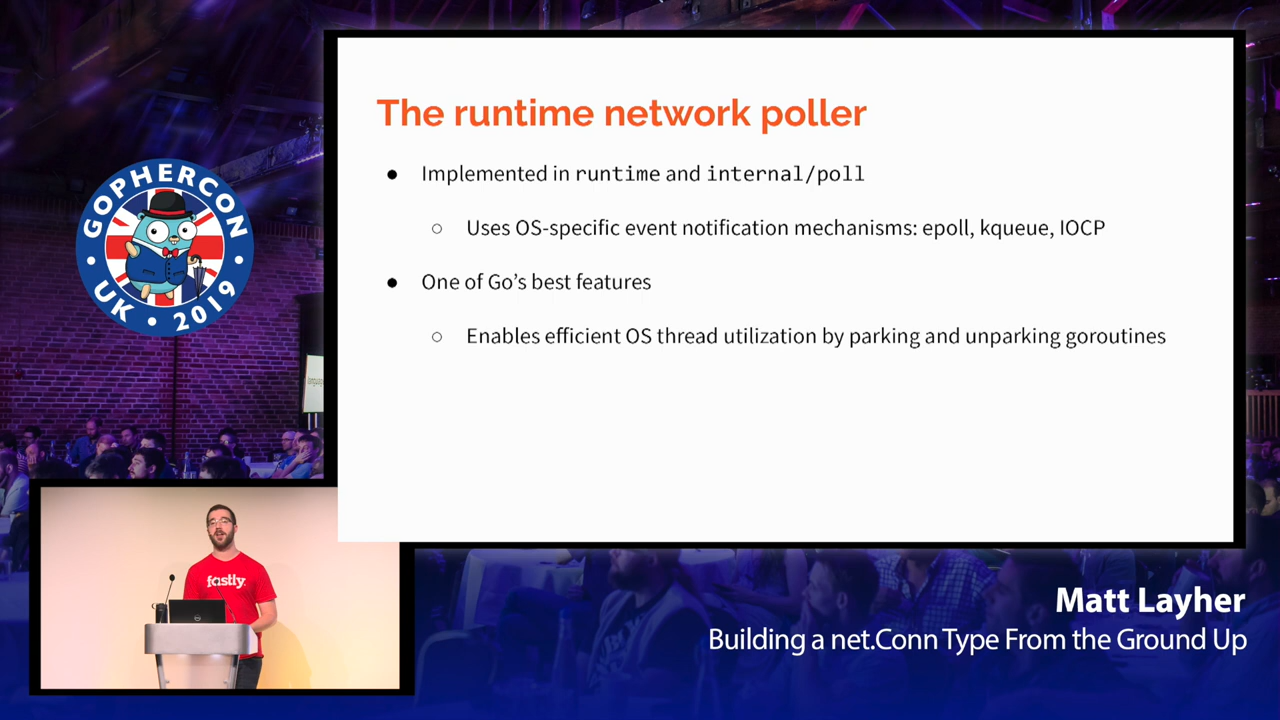 The runtime network poller
● Implemented in runtime and internal/poll
○ Uses OS-specific event notification mechanisms: epoll, kqueue, IOCP
● One of Go's best features
○ Enables efficient OS thread utilization by parking and unparking goroutines
GOPHERCON
UK • 2019
fastly
Matt Layher
Building a net.Conn Type From the Ground Up